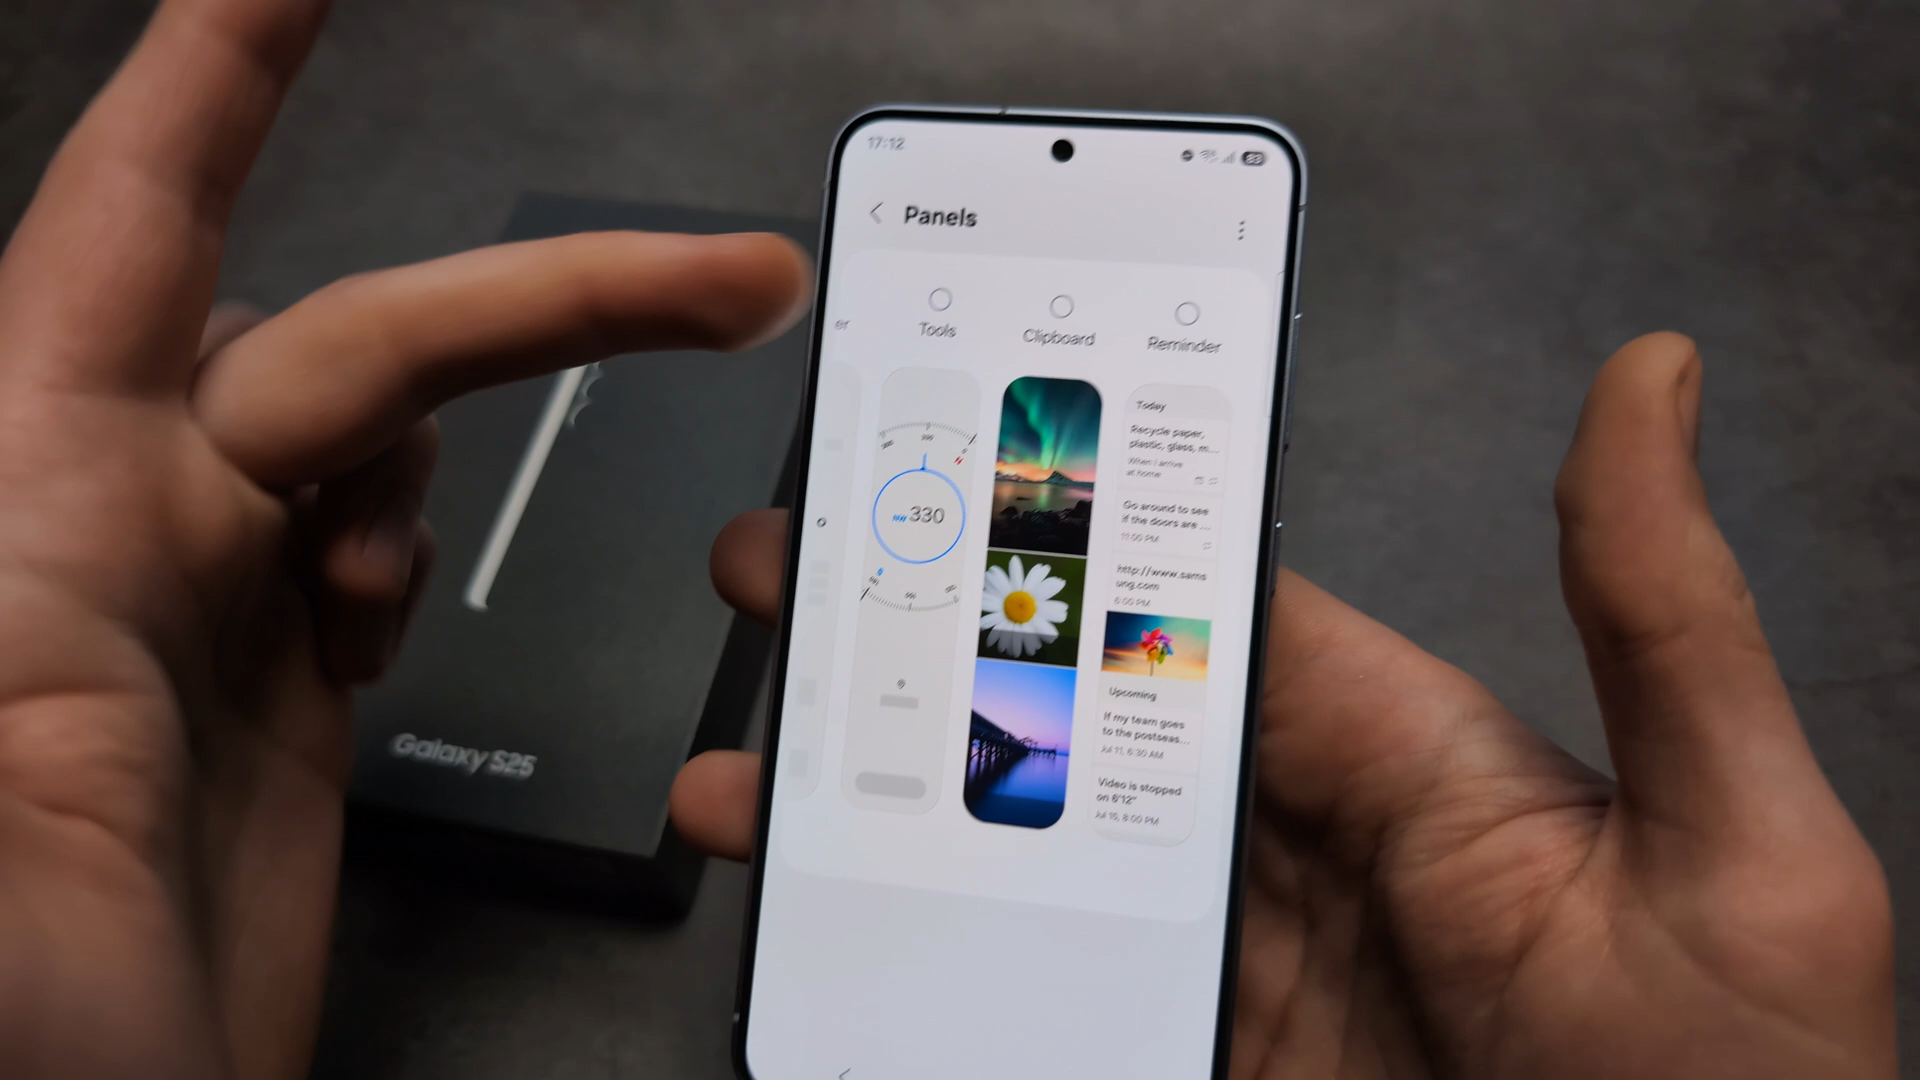 17:12
83
Panels
er
Tools
Clipboard
Reminder
330
Today
Recycle paper,
plastic, glass, m...
When I arrive
at home
Go around to see
if the doors are ...
11:00 PM
http://www.sams
ung.com
6:00 PM
Upcoming
If my team goes
to the postseas...
Jul 11, 6:30 AM
Video is stopped
on 6'12"
Jul 15, 8:00 PM
Galaxy S25